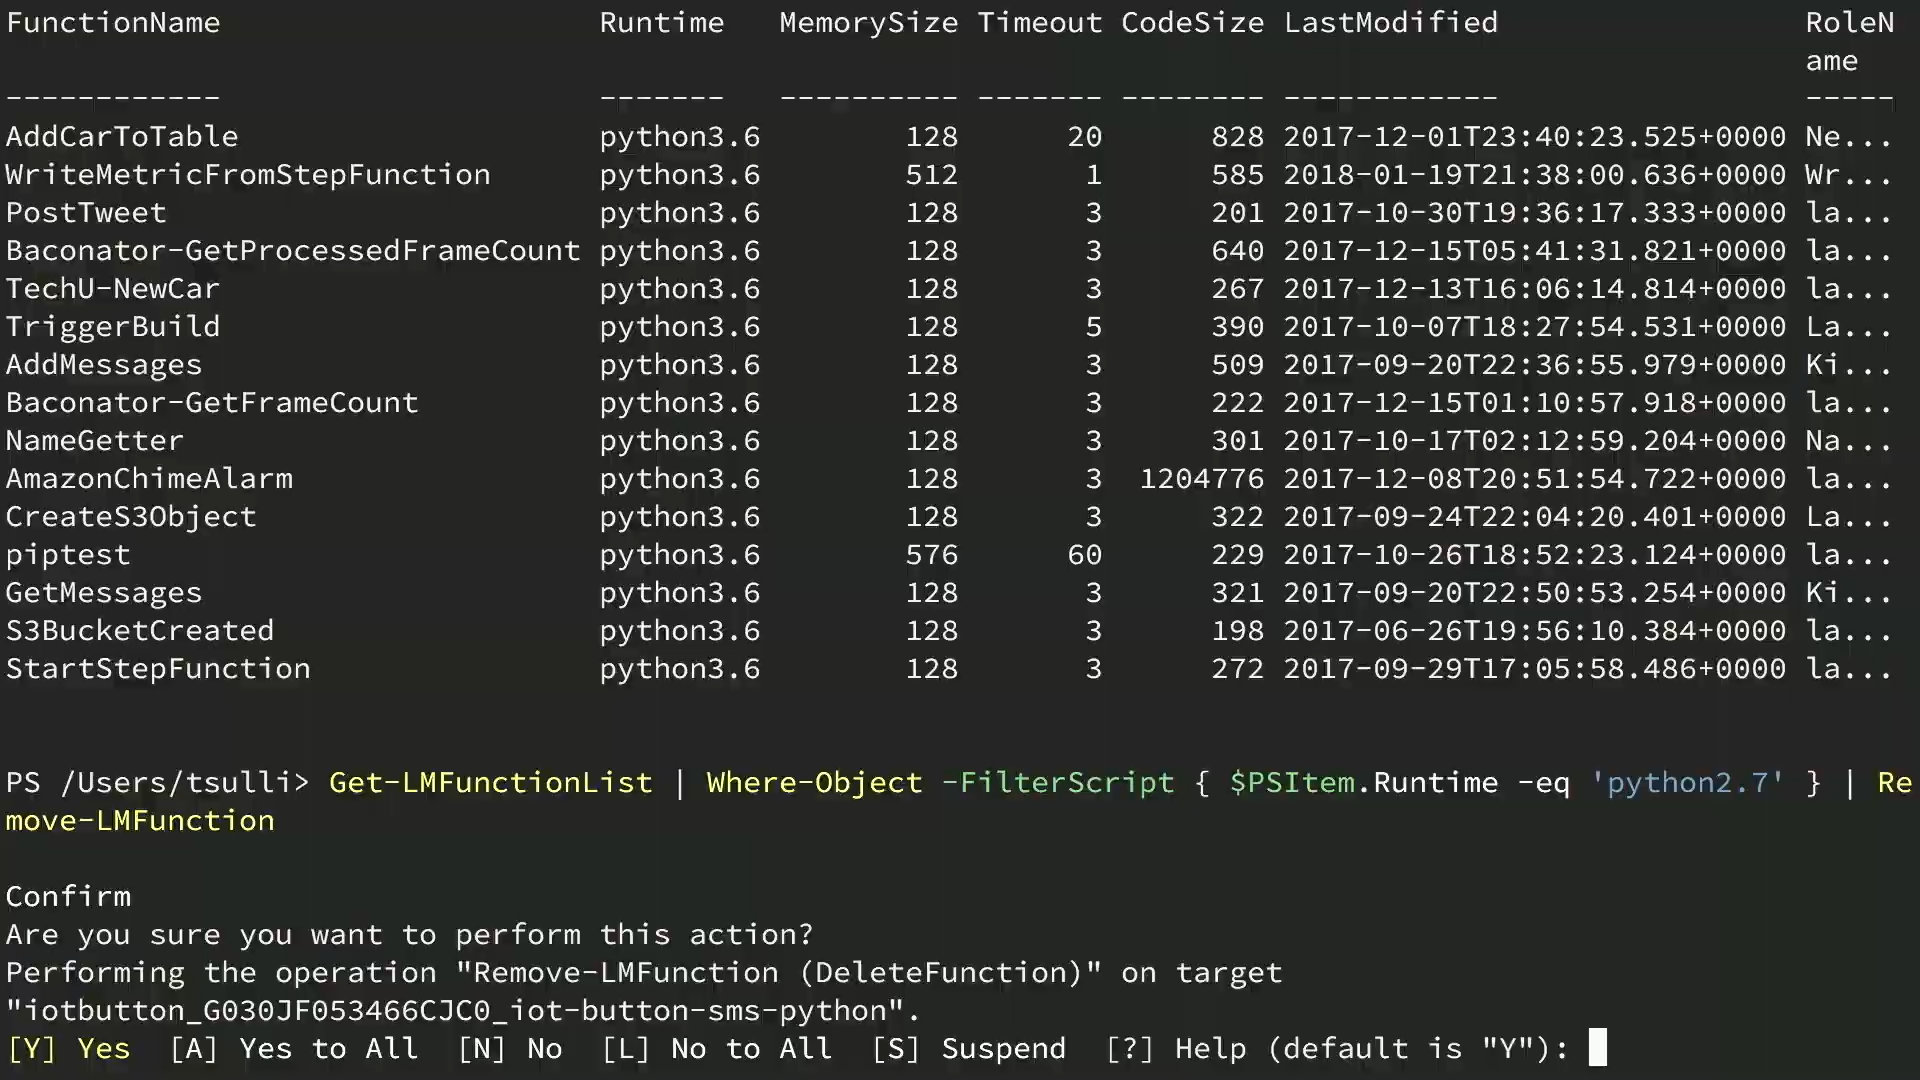 FunctionName Runtime MemorySize Timeout CodeSize LastModified RoleN
ame
------------ ------- ---------- ------- -------- ------------ -----
AddCarToTable python3.6 128 20 828 2017-12-01T23:40:23.525+0000 Ne...
WriteMetricFromStepFunction python3.6 512 1 585 2018-01-19T21:38:00.636+0000 Wr...
PostTweet python3.6 128 3 201 2017-10-30T19:36:17.333+0000 la...
Baconator-GetProcessedFrameCount python3.6 128 3 640 2017-12-15T05:41:31.821+0000 la...
TechU-NewCar python3.6 128 3 267 2017-12-13T16:06:14.814+0000 la...
TriggerBuild python3.6 128 5 390 2017-10-07T18:27:54.531+0000 La...
AddMessages python3.6 128 3 509 2017-09-20T22:36:55.979+0000 Ki...
Baconator-GetFrameCount python3.6 128 3 222 2017-12-15T01:10:57.918+0000 la...
NameGetter python3.6 128 3 301 2017-10-17T02:12:59.204+0000 Na...
AmazonChimeAlarm python3.6 128 3 1204776 2017-12-08T20:51:54.722+0000 la...
CreateS3Object python3.6 128 3 322 2017-09-24T22:04:20.401+0000 La...
piptest python3.6 576 60 229 2017-10-26T18:52:23.124+0000 la...
GetMessages python3.6 128 3 321 2017-09-20T22:50:53.254+0000 Ki...
S3BucketCreated python3.6 128 3 198 2017-06-26T19:56:10.384+0000 la...
StartStepFunction python3.6 128 3 272 2017-09-29T17:05:58.486+0000 la...
PS /Users/tsulli> Get-LMFunctionList | Where-Object -FilterScript { $PSItem.Runtime -eq 'python2.7' } | Re
move-LMFunction
Confirm
Are you sure you want to perform this action?
Performing the operation "Remove-LMFunction (DeleteFunction)" on target
"iotbutton_G030JF053466CJC0_iot-button-sms-python".
[Y] Yes [A] Yes to All [N] No [L] No to All [S] Suspend [?] Help (default is "Y"):